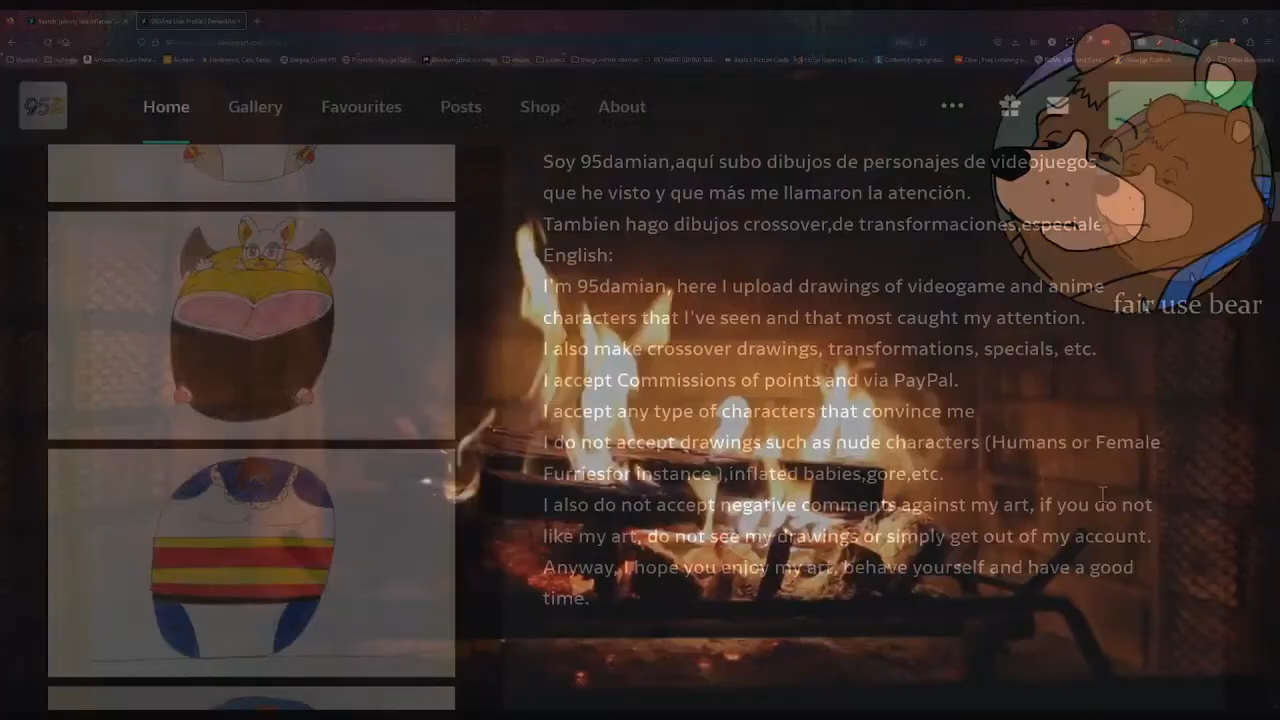 Home Gallery Favourites Posts Shop About
Soy 95damian,aquí subo dibujos de personajes de videojuegos
que he visto y que más me llamaron la atención.
Tambien hago dibujos crossover,de transformaciones,especiale
English:
I'm 95damian, here I upload drawings of videogame and anime
fair use bear
characters that I've seen and that most caught my attention.
I also make crossover drawings, transformations, specials, etc.
I accept Commissions of points and via PayPal.
I accept any type of characters that convince me
I do not accept drawings such as nude characters (Humans or Female
Furriesfor instance ),inflated babies,gore,etc.
I also do not accept negative comments against my art, if you do not
like my art, do not see my drawings or simply get out of my account.
Anyway, I hope you enjoy my art, behave yourself and have a good
time.